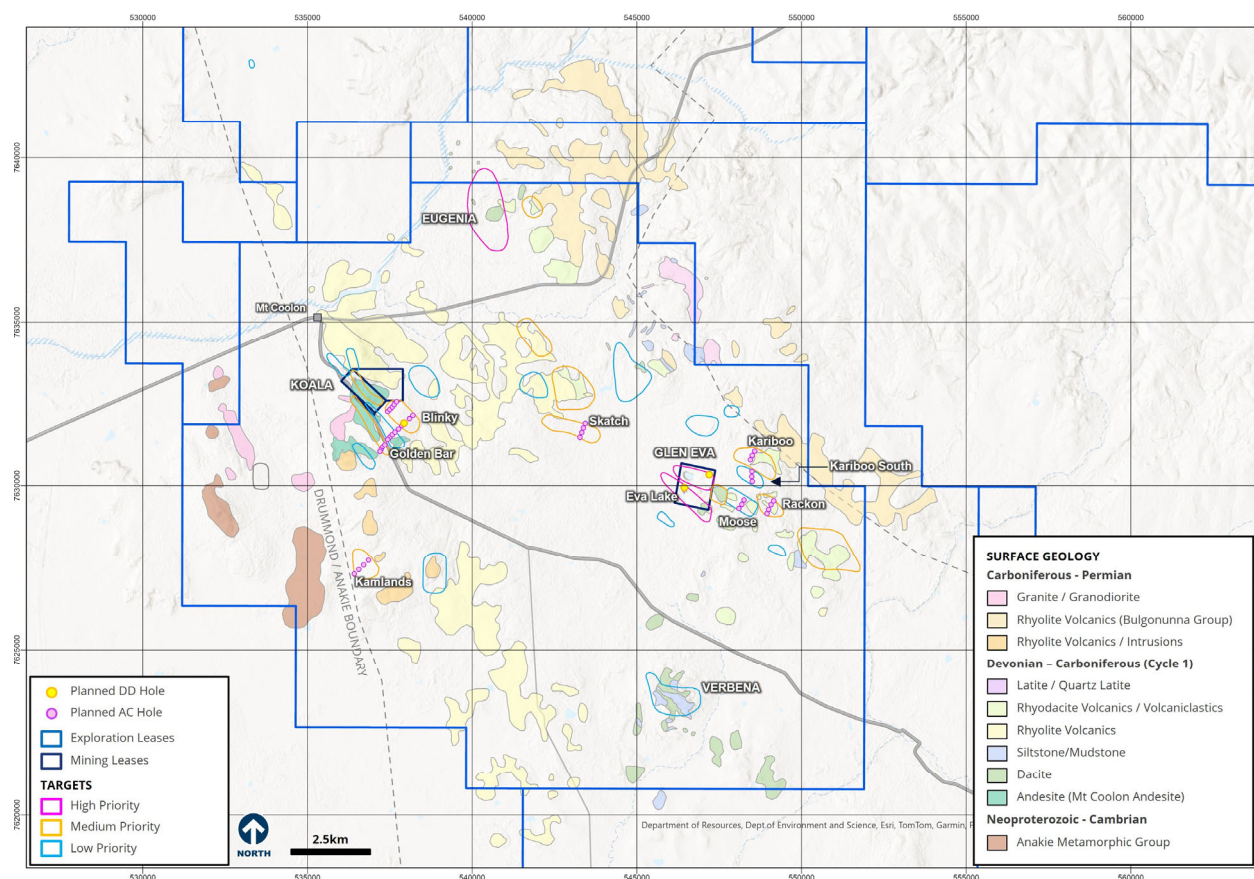 530000 535000 540000 545000 550000 555000 560000
7640000
EUGENIA
Mt Coolon
7635000
KOALA
Blinky
Skatch
Golden Bar
Kariboo
GLEN EVA
Kariboo South
7630000
Eva Lake
Rackon
Moose
DRUMMOND / ANAKIE BOUNDARY
Kamlands
7625000
VERBENA
7620000
Planned DD Hole
Planned AC Hole
Exploration Leases
Mining Leases
TARGETS
High Priority
Medium Priority
Low Priority
NORTH
2.5km
SURFACE GEOLOGY
Carboniferous - Permian
Granite / Granodiorite
Rhyolite Volcanics (Bulgonunna Group)
Rhyolite Volcanics / Intrusions
Devonian – Carboniferous (Cycle 1)
Latite / Quartz Latite
Rhyodacite Volcanics / Volcaniclastics
Rhyolite Volcanics
Siltstone/Mudstone
Dacite
Andesite (Mt Coolon Andesite)
Neoproterozoic - Cambrian
Anakie Metamorphic Group
Department of Resources, Dept.of Environment and Science, Esri, TomTom, Garmin,
530000 535000 540000 545000 550000 555000 560000